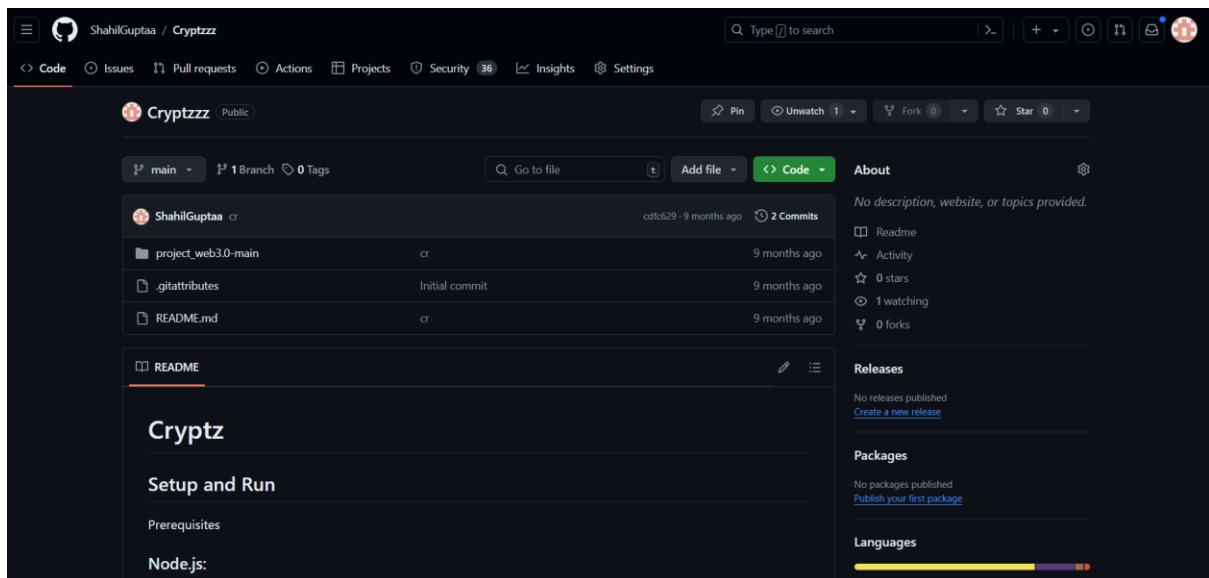 ShahilGuptaa / Cryptzzz
Type / to search
Code Issues Pull requests Actions Projects Security 36 Insights Settings
Cryptzzz Public
Pin Unwatch 1 Fork 0 Star 0
main 1 Branch 0 Tags
Go to file t
Add file Code
ShahilGuptaa cr cdfc629 · 9 months ago 2 Commits
project_web3.0-main cr 9 months ago
.gitattributes Initial commit 9 months ago
README.md cr 9 months ago
README
Cryptz
Setup and Run
Prerequisites
Node.js:
About
No description, website, or topics provided.
Readme
Activity
0 stars
1 watching
0 forks
Releases
No releases published
Create a new release
Packages
No packages published
Publish your first package
Languages